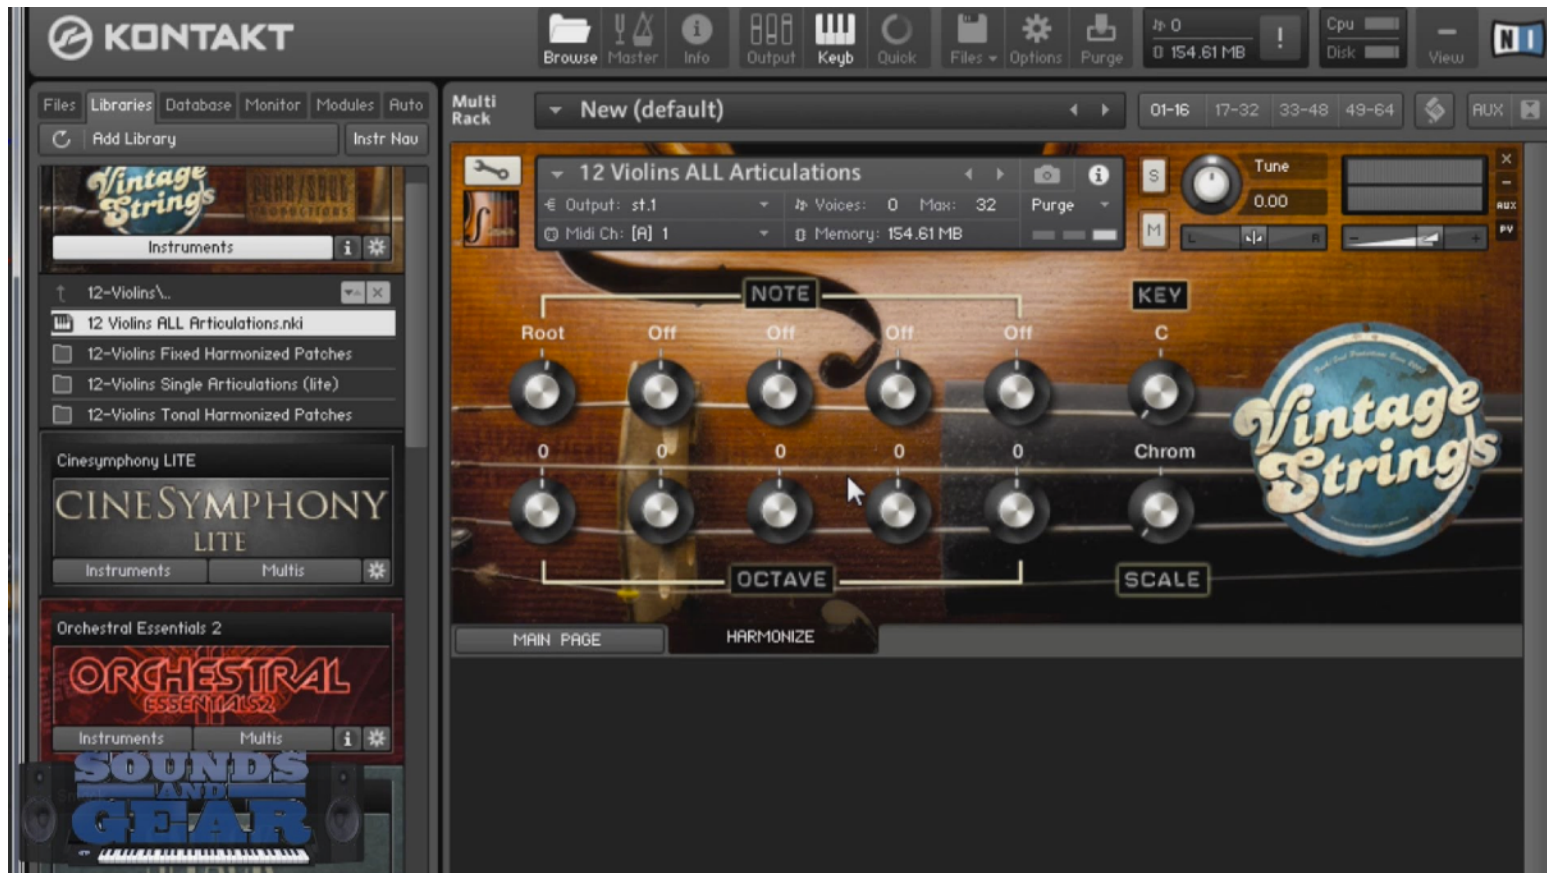 KONTAKT
Browse Master Info Output Keyb Quick Files Options Purge
0
154.61 MB
!
Cpu
Disk
View
NI
Files Libraries Database Monitor Modules Auto
Add Library Instr Nav
Multi
Rack
New (default)
01-16 17-32 33-48 49-64
AUX
Vintage
Strings
Instruments i
12-Violins\..
12 Violins ALL Articulations.nki
12-Violins Fixed Harmonized Patches
12-Violins Single Articulations (lite)
12-Violins Tonal Harmonized Patches
Cinesymphony LITE
CINESYMPHONY
LITE
Instruments Multis
Orchestral Essentials 2
ORCHESTRAL
ESSENTIALS2
Instruments Multis i
SOUNDS
AND
GEAR
12 Violins ALL Articulations
Output: st.1 Voices: 0 Max: 32 Purge
Midi Ch: [A] 1 Memory: 154.61 MB
S
M
Tune
0.00
L R
- +
AUX
PV
NOTE KEY
Root Off Off Off Off C
0 0 0 0 0 Chrom
OCTAVE SCALE
Vintage
Strings
MAIN PAGE HARMONIZE